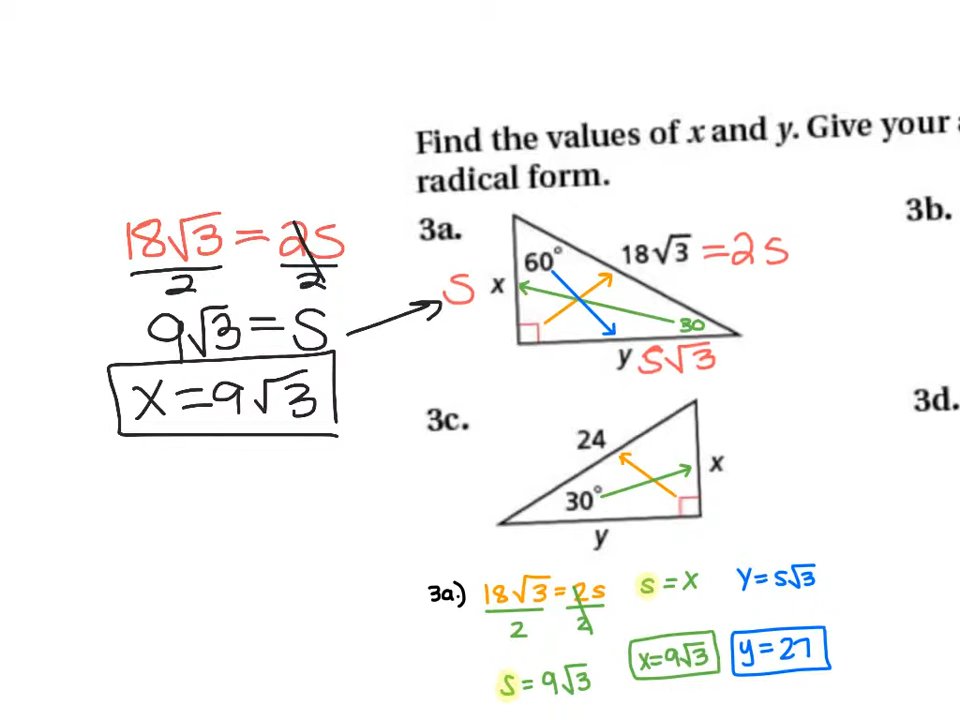 Find the values of x and y. Give your
radical form.
3a.
3b.
60°
18√3 = 2s
s x
30
y s√3
18√3 = 2s
2 2
9√3 = s
x = 9√3
3c.
3d.
24
x
30°
y
3a.) 18√3 = 2s
2 2
s = 9√3
s = x
x = 9√3
y = s√3
y = 27